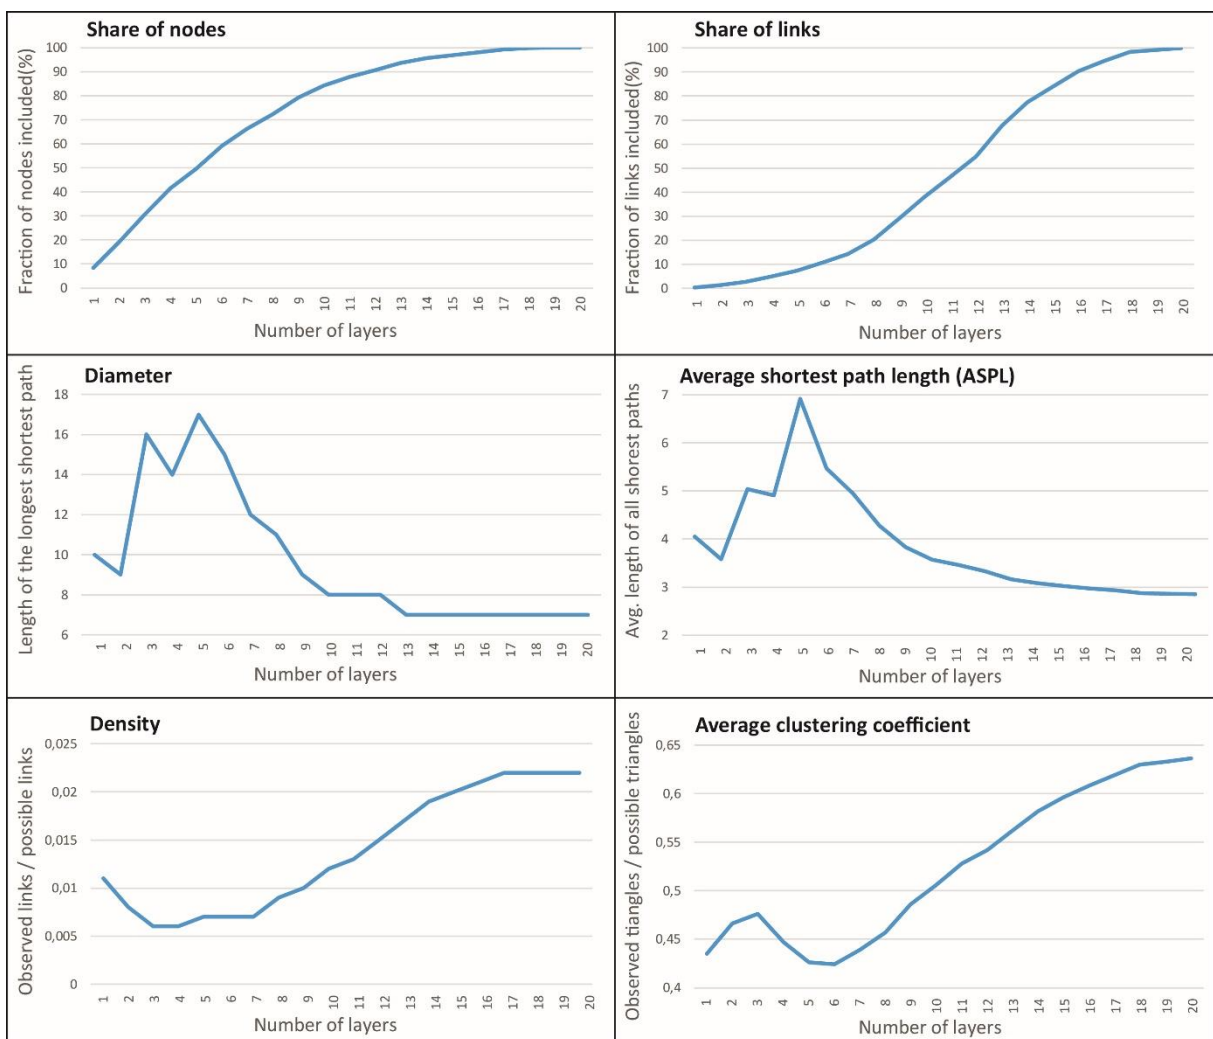 Share of nodes
Fraction of nodes included(%)
100
90
80
70
60
50
40
30
20
10
0
1 2 3 4 5 6 7 8 9 10 11 12 13 14 15 16 17 18 19 20
Number of layers
Share of links
Fraction of links included(%)
100
90
80
70
60
50
40
30
20
10
0
1 2 3 4 5 6 7 8 9 10 11 12 13 14 15 16 17 18 19 20
Number of layers
Diameter
Length of the longest shortest path
18
16
14
12
10
8
6
1 2 3 4 5 6 7 8 9 10 11 12 13 14 15 16 17 18 19 20
Number of layers
Average shortest path length (ASPL)
Avg. length of all shorest paths
7
6
5
4
3
2
1 2 3 4 5 6 7 8 9 10 11 12 13 14 15 16 17 18 19 20
Number of layers
Density
Observed links / possible links
0,025
0,02
0,015
0,01
0,005
0
1 2 3 4 5 6 7 8 9 10 11 12 13 14 15 16 17 18 19 20
Number of layers
Average clustering coefficient
Observed tiangles / possible triangles
0,65
0,6
0,55
0,5
0,45
0,4
1 2 3 4 5 6 7 8 9 10 11 12 13 14 15 16 17 18 19 20
Number of layers